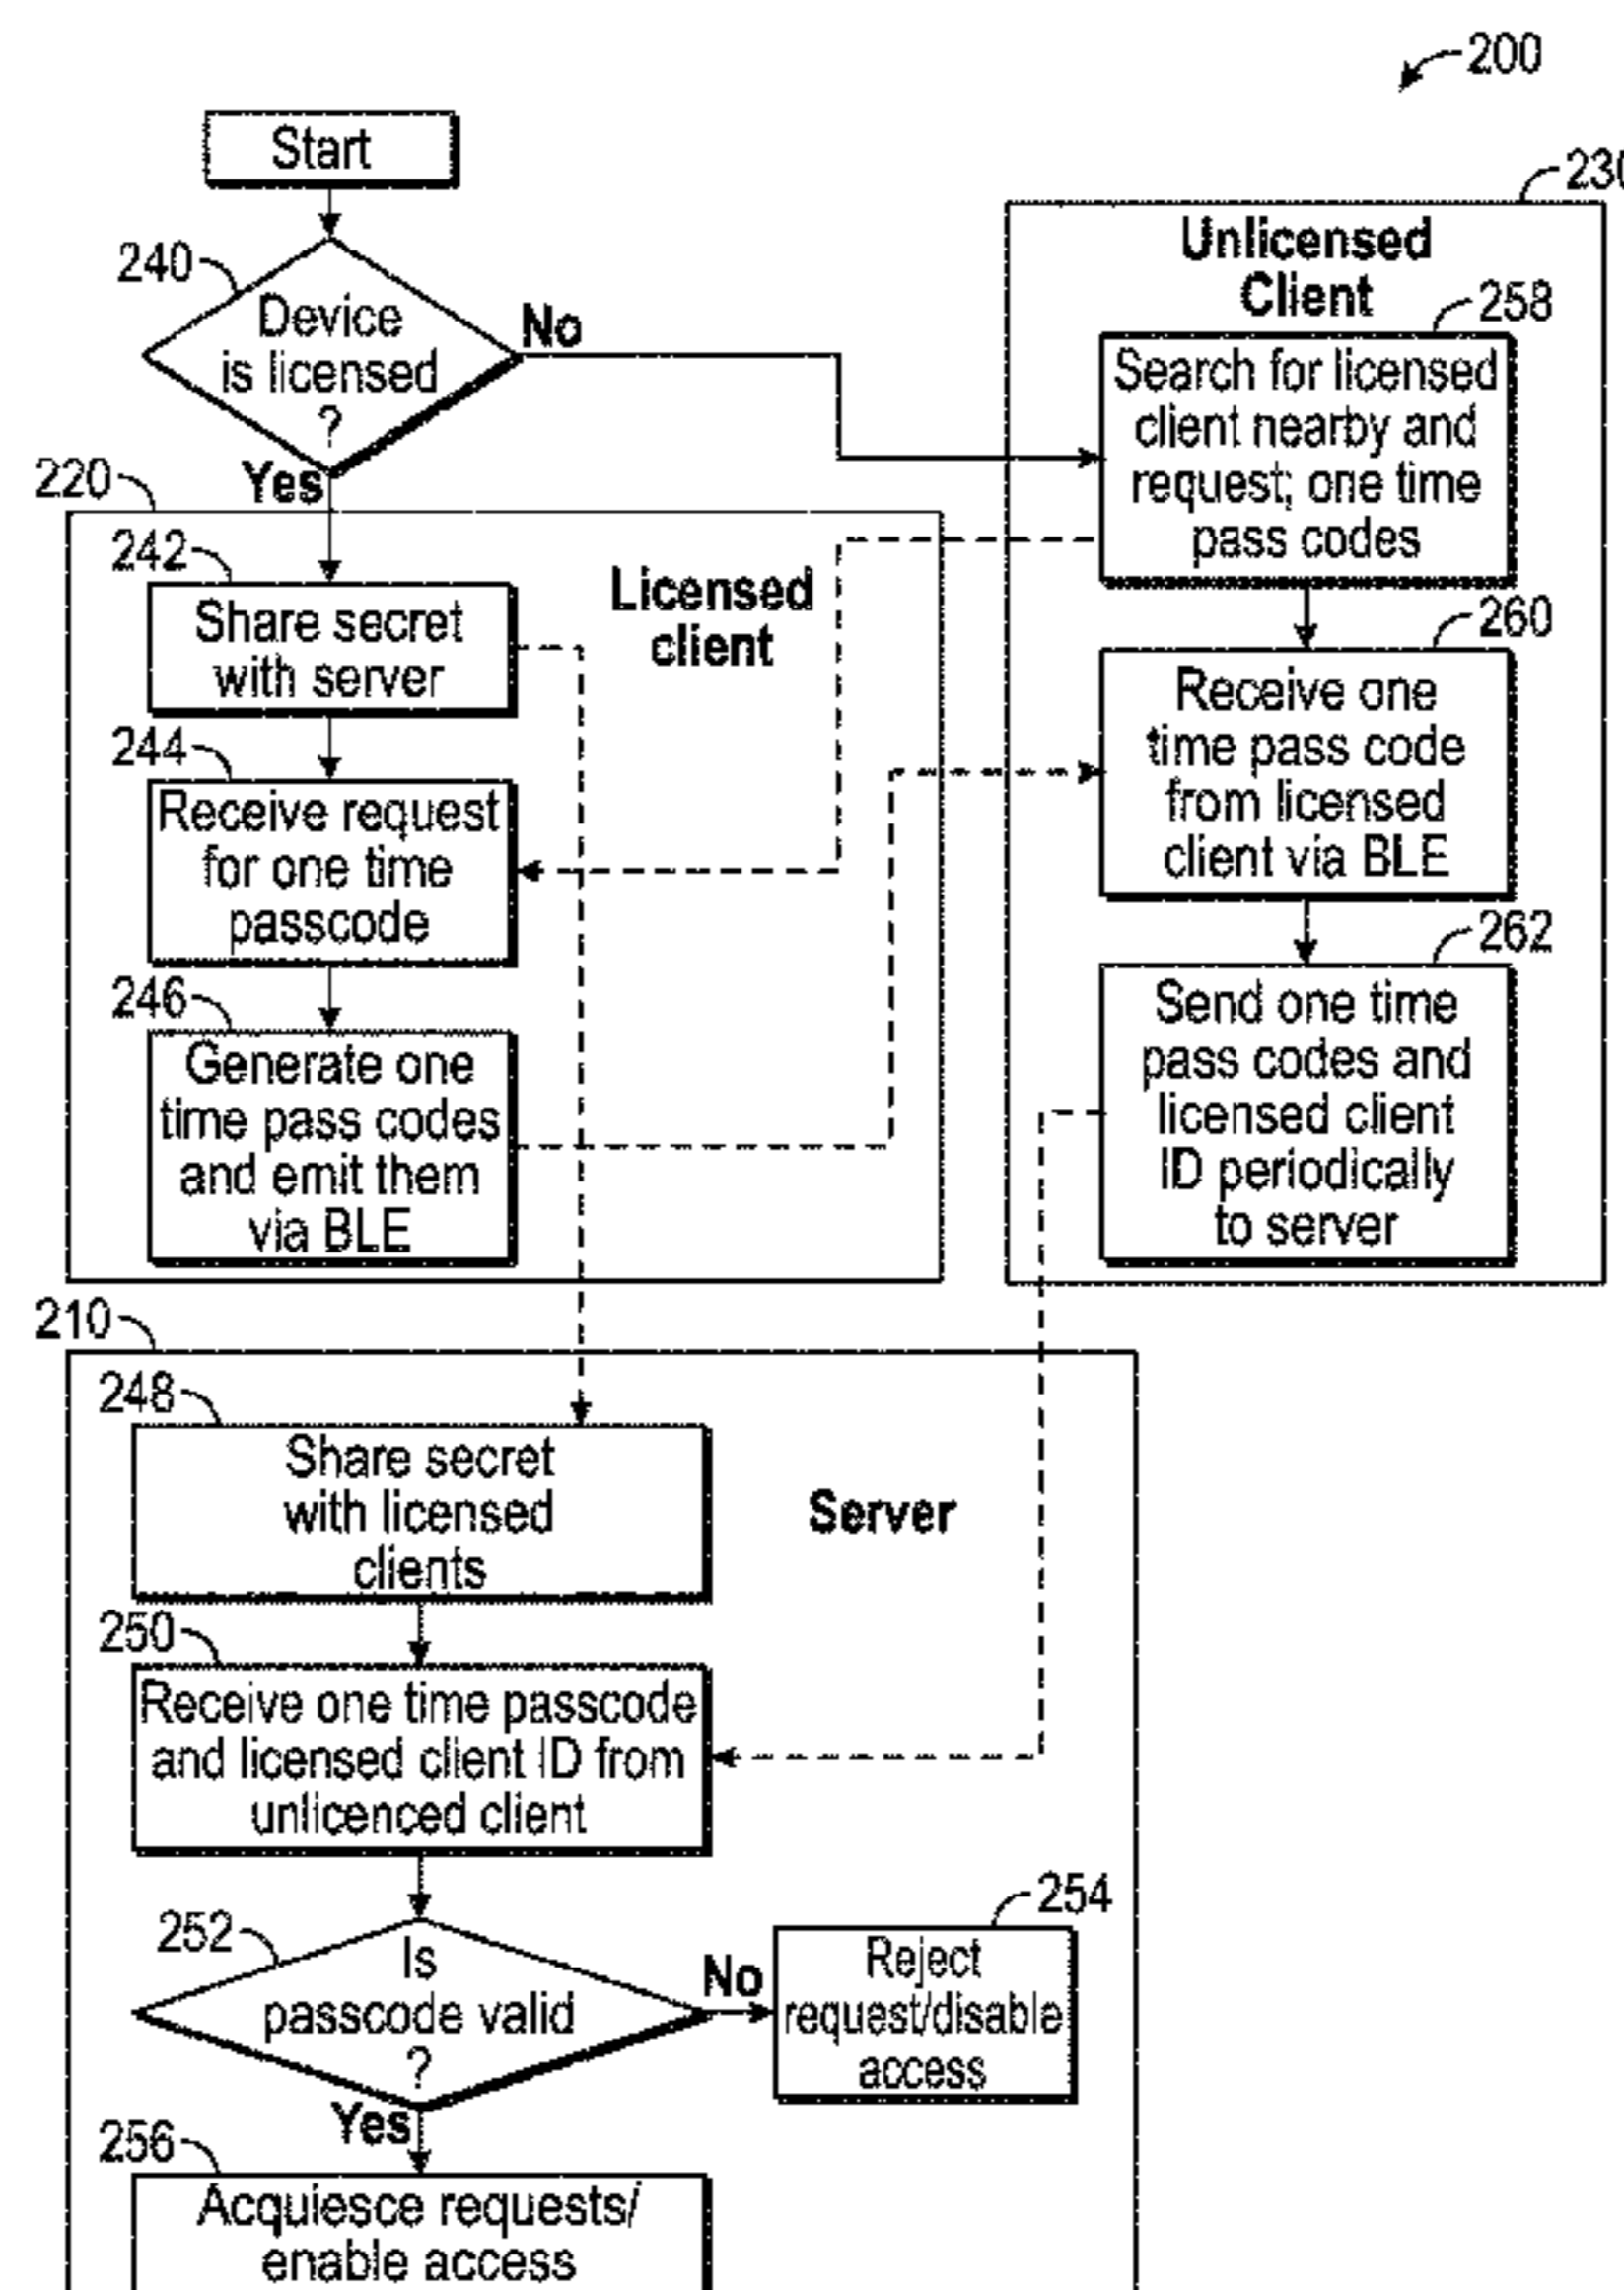 200
Start
240
Device
is licensed
?
No
Yes
230
Unlicensed
Client
258
Search for licensed
client nearby and
request; one time
pass codes
260
Receive one
time pass code
from licensed
client via BLE
262
Send one time
pass codes and
licensed client
ID periodically
to server
220
Licensed
client
242
Share secret
with server
244
Receive request
for one time
passcode
246
Generate one
time pass codes
and emit them
via BLE
210
Server
248
Share secret
with licensed
clients
250
Receive one time passcode
and licensed client ID from
unlicenced client
252
Is
passcode valid
?
No
254
Reject
request/disable
access
Yes
256
Acquiesce requests/
enable access